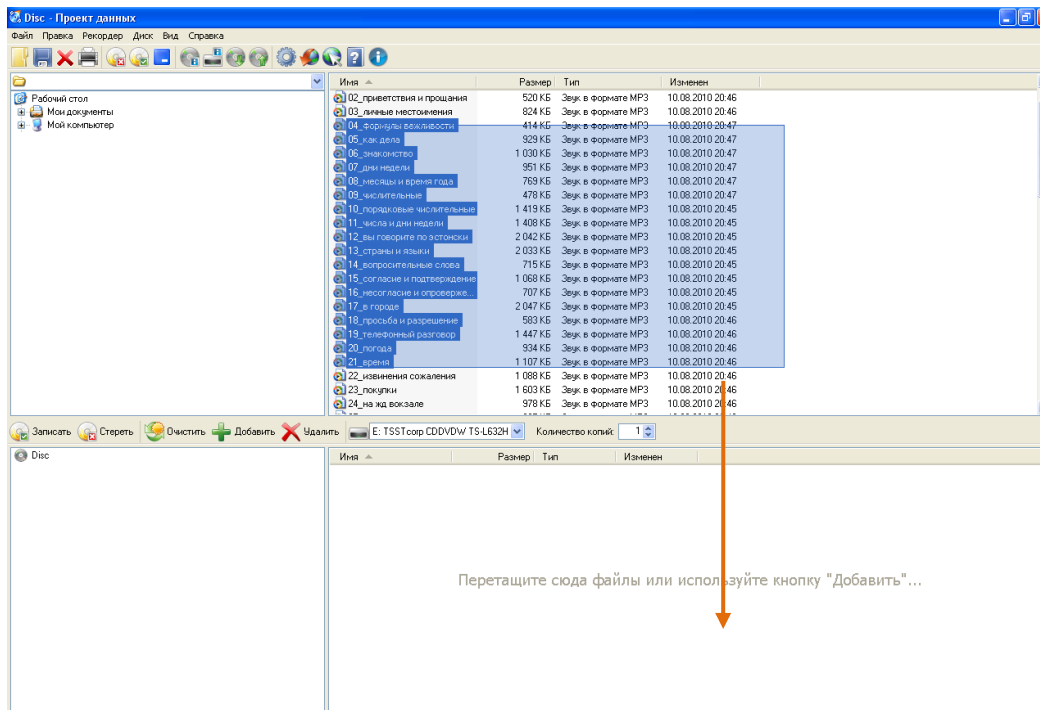 Disc - Проект данных
Файл Правка Рекордер Диск Вид Справка
Имя Размер Тип Изменен
Рабочий стол
Мои документы
Мой компьютер
02_приветствия и прощания 520 КБ Звук в формате MP3 10.08.2010 20:46
03_личные местоимения 824 КБ Звук в формате MP3 10.08.2010 20:46
04_формулы вежливости 414 КБ Звук в формате MP3 10.08.2010 20:47
05_как дела 929 КБ Звук в формате MP3 10.08.2010 20:47
06_знакомство 1 030 КБ Звук в формате MP3 10.08.2010 20:47
07_дни недели 951 КБ Звук в формате MP3 10.08.2010 20:47
08_месяцы и время года 769 КБ Звук в формате MP3 10.08.2010 20:47
09_числительные 478 КБ Звук в формате MP3 10.08.2010 20:47
10_порядковые числительные 1 419 КБ Звук в формате MP3 10.08.2010 20:45
11_числа и дни недели 1 408 КБ Звук в формате MP3 10.08.2010 20:45
12_вы говорите по эстонски 2 042 КБ Звук в формате MP3 10.08.2010 20:45
13_страны и языки 2 033 КБ Звук в формате MP3 10.08.2010 20:45
14_вопросительные слова 715 КБ Звук в формате MP3 10.08.2010 20:45
15_согласие и подтверждение 1 068 КБ Звук в формате MP3 10.08.2010 20:45
16_несогласие и опроверже... 707 КБ Звук в формате MP3 10.08.2010 20:45
17_в городе 2 047 КБ Звук в формате MP3 10.08.2010 20:45
18_просьба и разрешение 583 КБ Звук в формате MP3 10.08.2010 20:46
19_телефонный разговор 1 447 КБ Звук в формате MP3 10.08.2010 20:46
20_погода 934 КБ Звук в формате MP3 10.08.2010 20:46
21_время 1 107 КБ Звук в формате MP3 10.08.2010 20:46
22_извинения сожаления 1 088 КБ Звук в формате MP3 10.08.2010 20:46
23_покупки 1 603 КБ Звук в формате MP3 10.08.2010 20:46
24_на жд вокзале 978 КБ Звук в формате MP3 10.08.2010 20:46
Записать Стереть Очистить Добавить Удалить E: TSSTcorp CDDVDW TS-L632H Количество копий: 1
Disc
Имя Размер Тип Изменен
Перетащите сюда файлы или используйте кнопку "Добавить"...